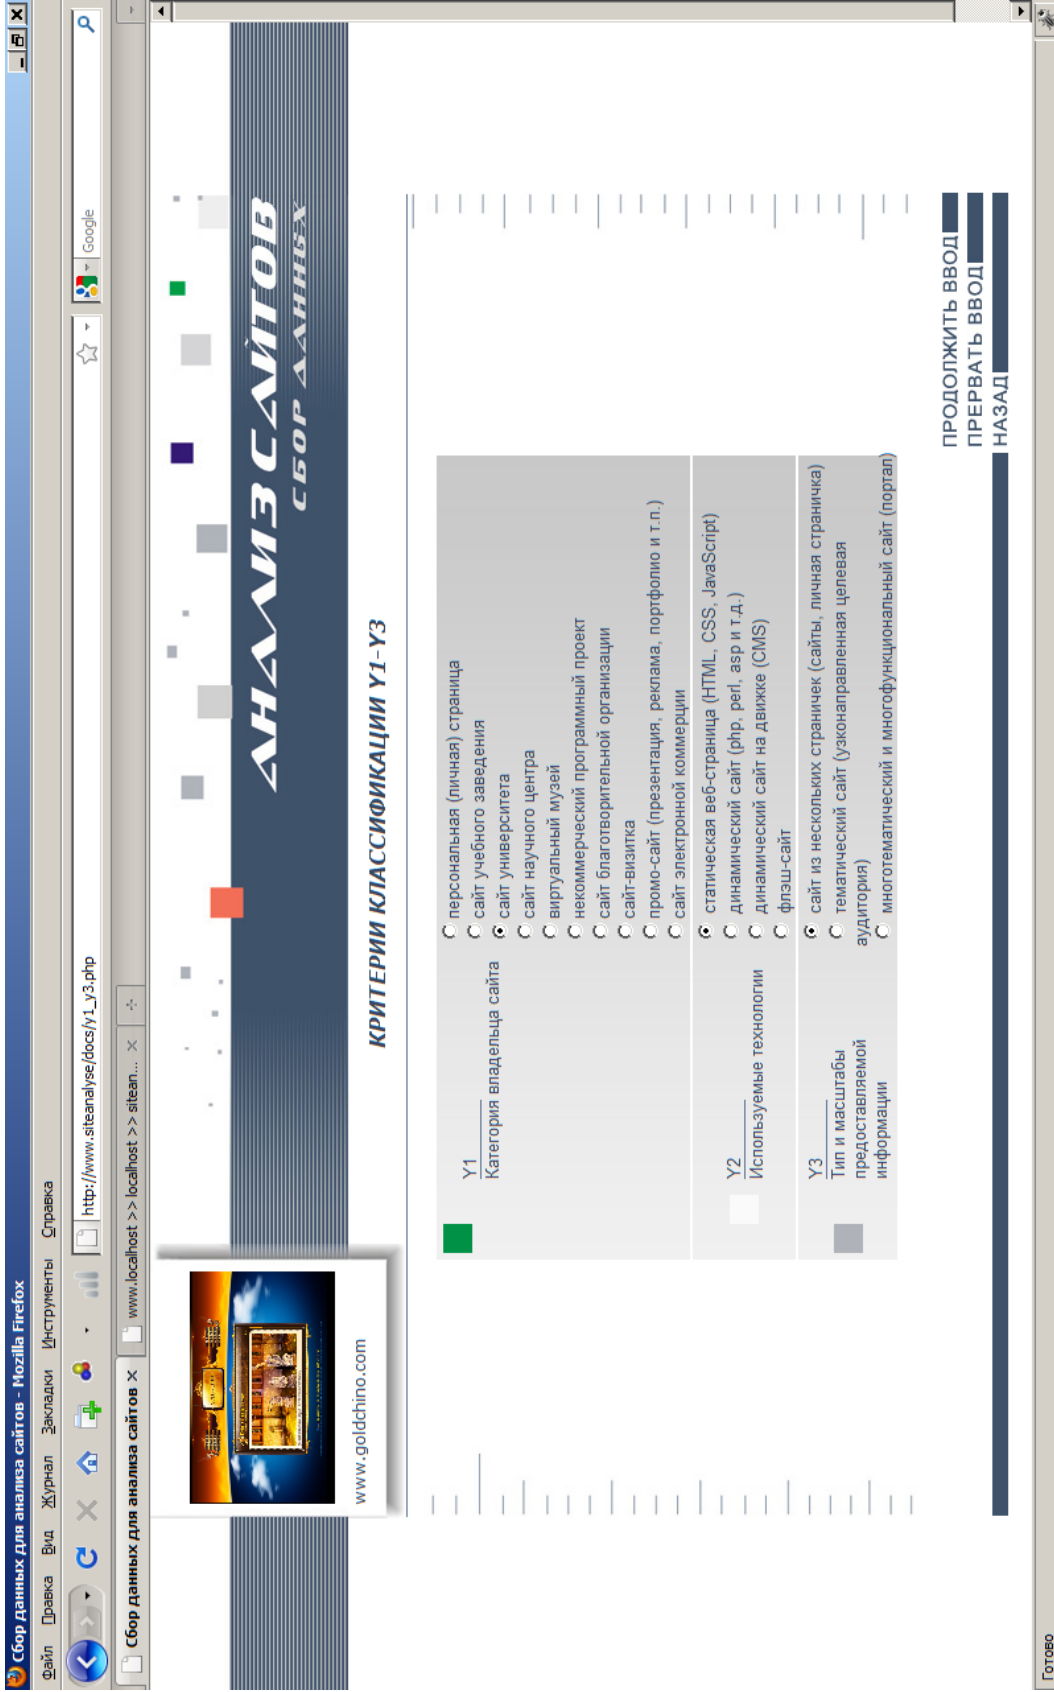 Сбор данных для анализа сайтов - Mozilla Firefox
Файл Правка Вид Журнал Закладки Инструменты Справка
http://www.siteanalyse/docs/y1_y3.php
Google
Сбор данных для анализа сайтов
www.localhost >> localhost >> sitean...
АНАЛИЗ САЙТОВ
СБОР ДАННЫХ
www.goldchino.com
КРИТЕРИИ КЛАССИФИКАЦИИ Y1-Y3
Y1
Категория владельца сайта
персональная (личная) страница
сайт учебного заведения
сайт университета
сайт научного центра
виртуальный музей
некоммерческий программный проект
сайт благотворительной организации
сайт-визитка
промо-сайт (презентация, реклама, портфолио и т.п.)
сайт электронной коммерции
Y2
Используемые технологии
статическая веб-страница (HTML, CSS, JavaScript)
динамический сайт (php, perl, asp и т.д.)
динамический сайт на движке (CMS)
флэш-сайт
Y3
Тип и масштабы
предоставляемой
информации
сайт из нескольких страничек (сайты, личная страничка)
тематический сайт (узконаправленная целевая
аудитория)
многотематический и многофункциональный сайт (портал)
ПРОДОЛЖИТЬ ВВОД
ПРЕРВАТЬ ВВОД
НАЗАД
Готово